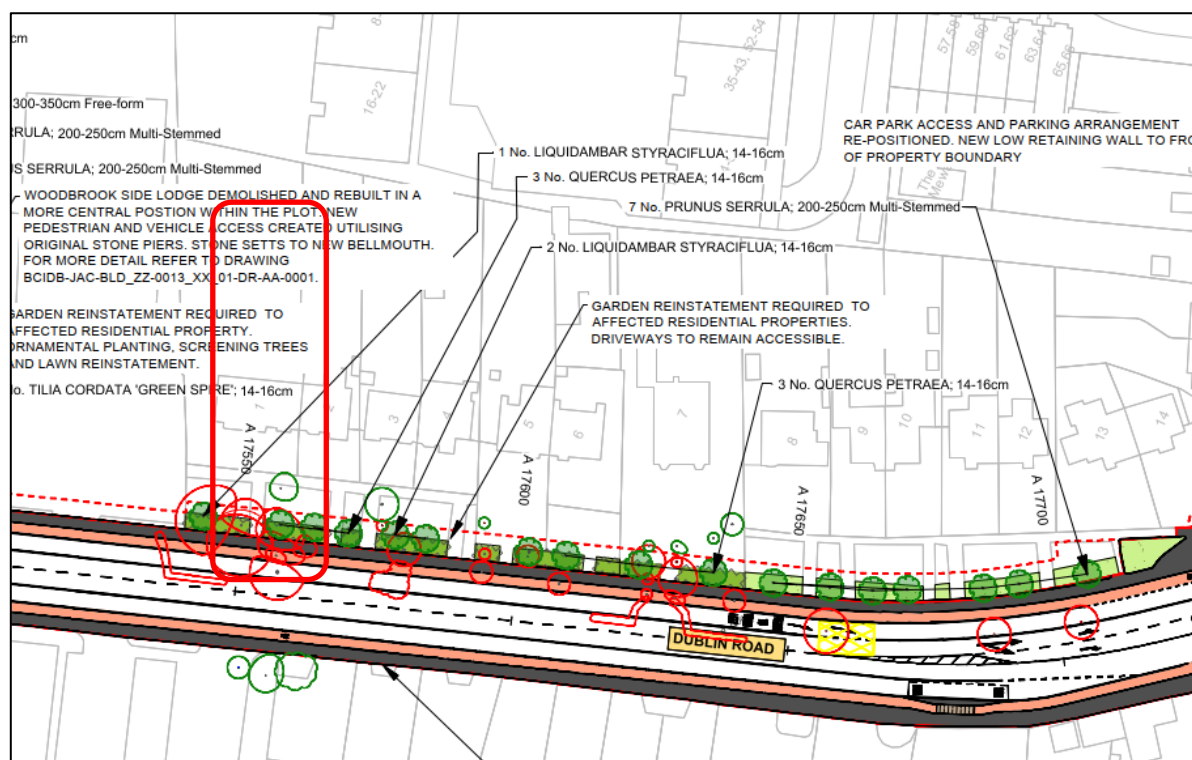 cm
300-350cm Free-form
RRULA; 200-250cm Multi-Stemmed
US SERRULA; 200-250cm Multi-Stemmed
WOODBROOK SIDE LODGE DEMOLISHED AND REBUILT IN A
MORE CENTRAL POSTION WITHIN THE PLOT. NEW
PEDESTRIAN AND VEHICLE ACCESS CREATED UTILISING
ORIGINAL STONE PIERS. STONE SETTS TO NEW BELLMOUTH.
FOR MORE DETAIL REFER TO DRAWING
BCIDB-JAC-BLD_ZZ-0013_XX_01-DR-AA-0001.
GARDEN REINSTATEMENT REQUIRED TO
AFFECTED RESIDENTIAL PROPERTY.
ORNAMENTAL PLANTING, SCREENING TREES
AND LAWN REINSTATEMENT.
No. TILIA CORDATA 'GREEN SPIRE'; 14-16cm
16-22
35-43, 52-54
57,58
59,60
61,62
63,64
65,66
1 No. LIQUIDAMBAR STYRACIFLUA; 14-16cm
3 No. QUERCUS PETRAEA; 14-16cm
7 No. PRUNUS SERRULA; 200-250cm Multi-Stemmed
2 No. LIQUIDAMBAR STYRACIFLUA; 14-16cm
CAR PARK ACCESS AND PARKING ARRANGEMENT
RE-POSITIONED. NEW LOW RETAINING WALL TO FRO
OF PROPERTY BOUNDARY
The
Mew
GARDEN REINSTATEMENT REQUIRED TO
AFFECTED RESIDENTIAL PROPERTIES.
DRIVEWAYS TO REMAIN ACCESSIBLE.
3 No. QUERCUS PETRAEA; 14-16cm
1
2
3
4
5
6
7
8
9
10
11
12
13
14
A 17550
A 17600
A 17650
A 17700
DUBLIN ROAD